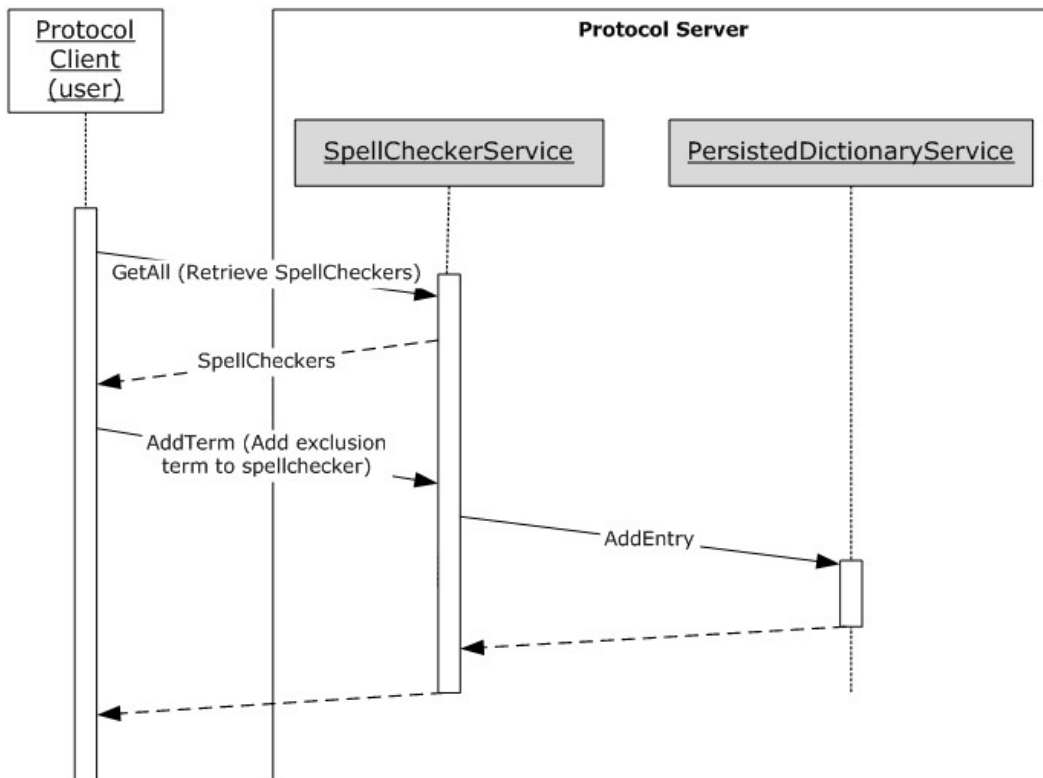 Protocol
Client
(user)
Protocol Server
SpellCheckerService
PersistedDictionaryService
GetAll (Retrieve SpellCheckers)
SpellCheckers
AddTerm (Add exclusion
term to spellchecker)
AddEntry